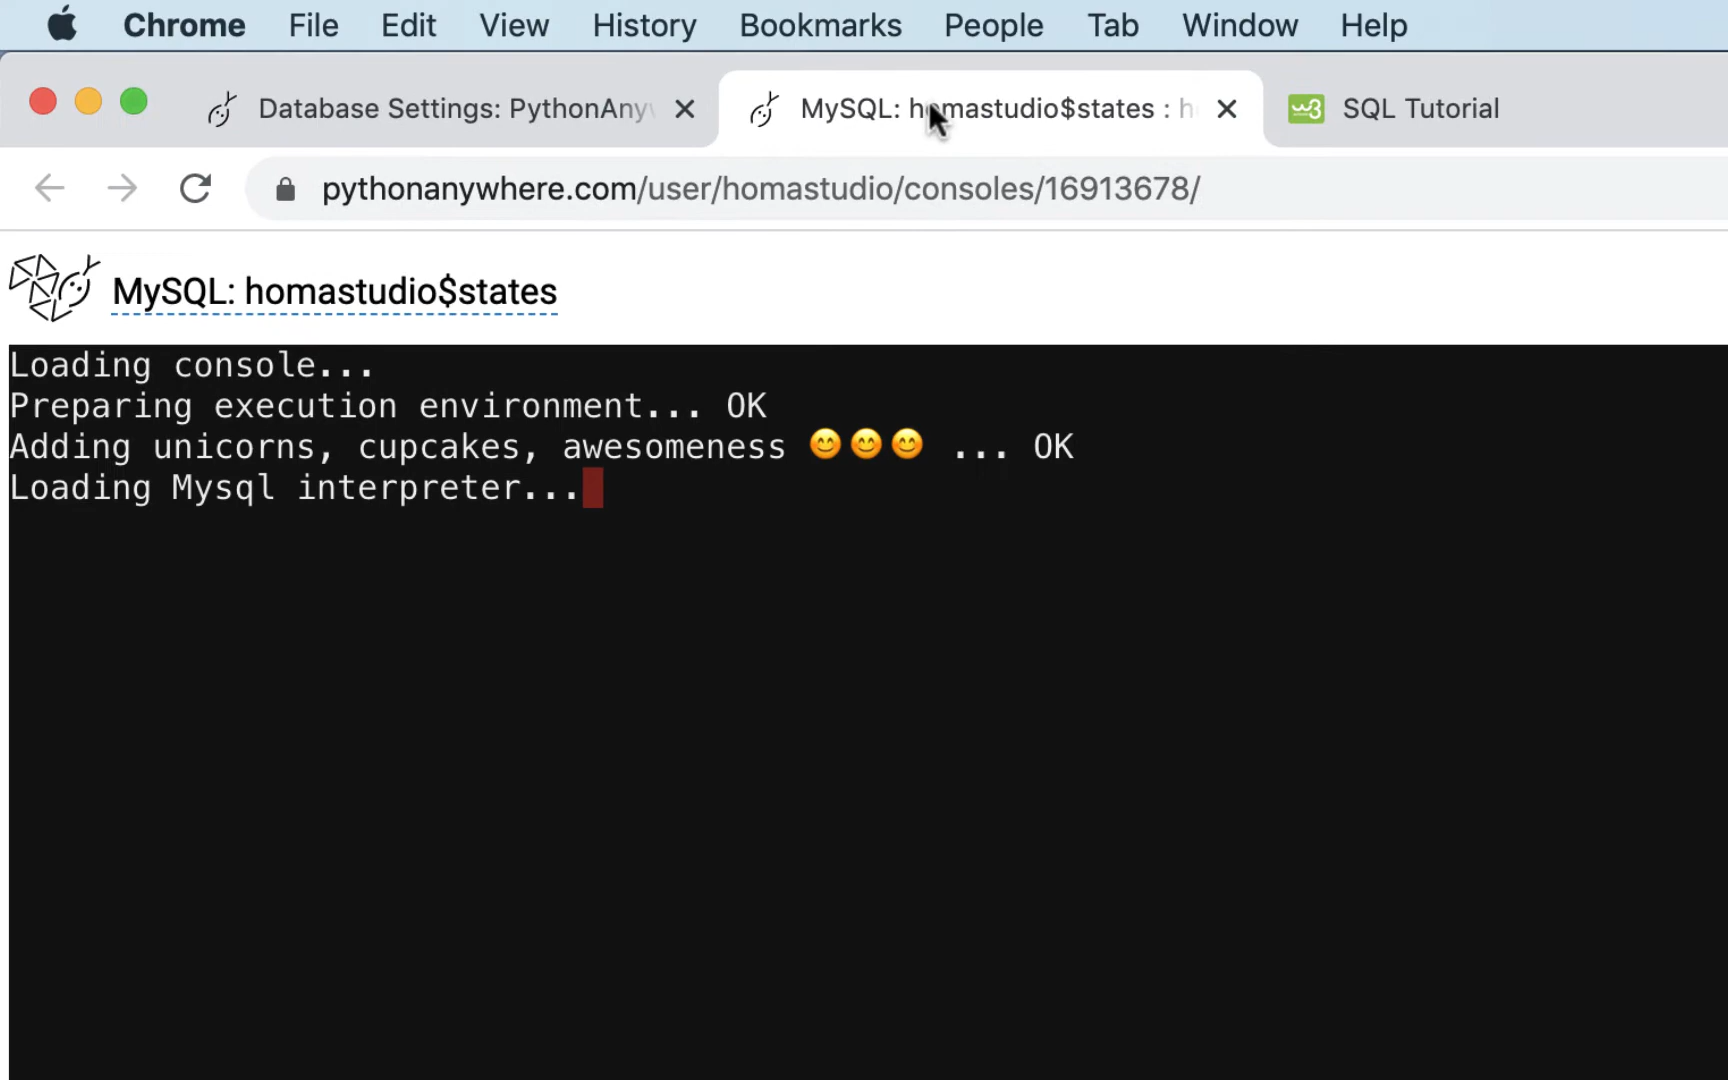 Chrome File Edit View History Bookmarks People Tab Window Help
Database Settings: PythonAny
MySQL: homastudio$states : h
SQL Tutorial
pythonanywhere.com/user/homastudio/consoles/16913678/
MySQL: homastudio$states
Loading console...
Preparing execution environment... OK
Adding unicorns, cupcakes, awesomeness 😊😊😊 ... OK
Loading Mysql interpreter...